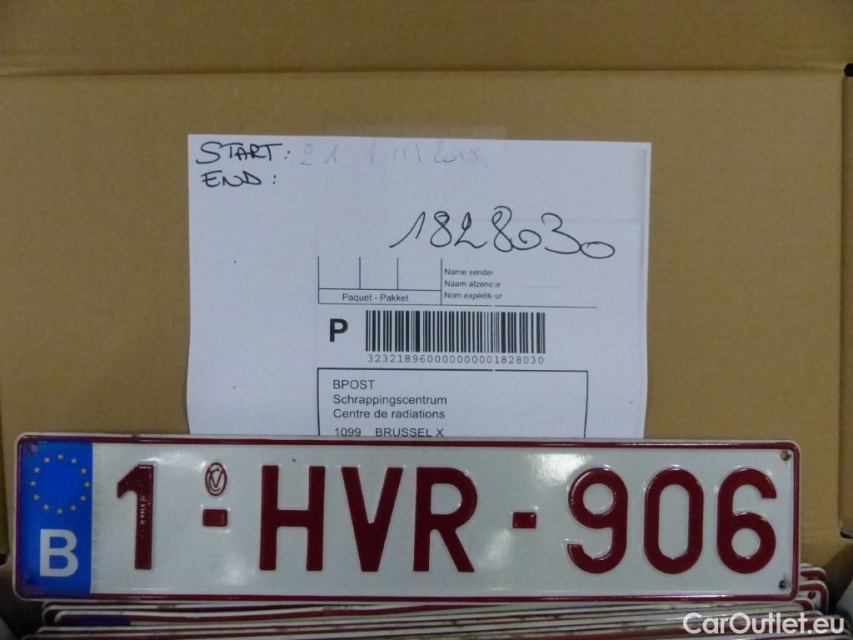 START: 21 / III / 2018
END:
1828030
Name sender
Naam afzender
Nom expéditeur
Paquet - Pakket
P
323218960000000001828030
BPOST
Schrappingscentrum
Centre de radiations
1099 BRUSSEL X
B 1-HVR-906
CarOutlet.eu